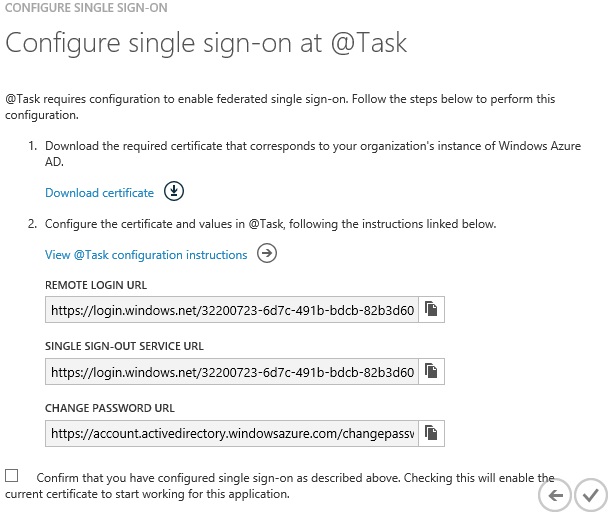 CONFIGURE SINGLE SIGN-ON
Configure single sign-on at @Task
@Task requires configuration to enable federated single sign-on. Follow the steps below to perform this
configuration.
1. Download the required certificate that corresponds to your organization's instance of Windows Azure
AD.
Download certificate
2. Configure the certificate and values in @Task, following the instructions linked below.
View @Task configuration instructions
REMOTE LOGIN URL
https://login.windows.net/32200723-6d7c-491b-bdcb-82b3d60
SINGLE SIGN-OUT SERVICE URL
https://login.windows.net/32200723-6d7c-491b-bdcb-82b3d60
CHANGE PASSWORD URL
https://account.activedirectory.windowsazure.com/changepassw
Confirm that you have configured single sign-on as described above. Checking this will enable the
current certificate to start working for this application.